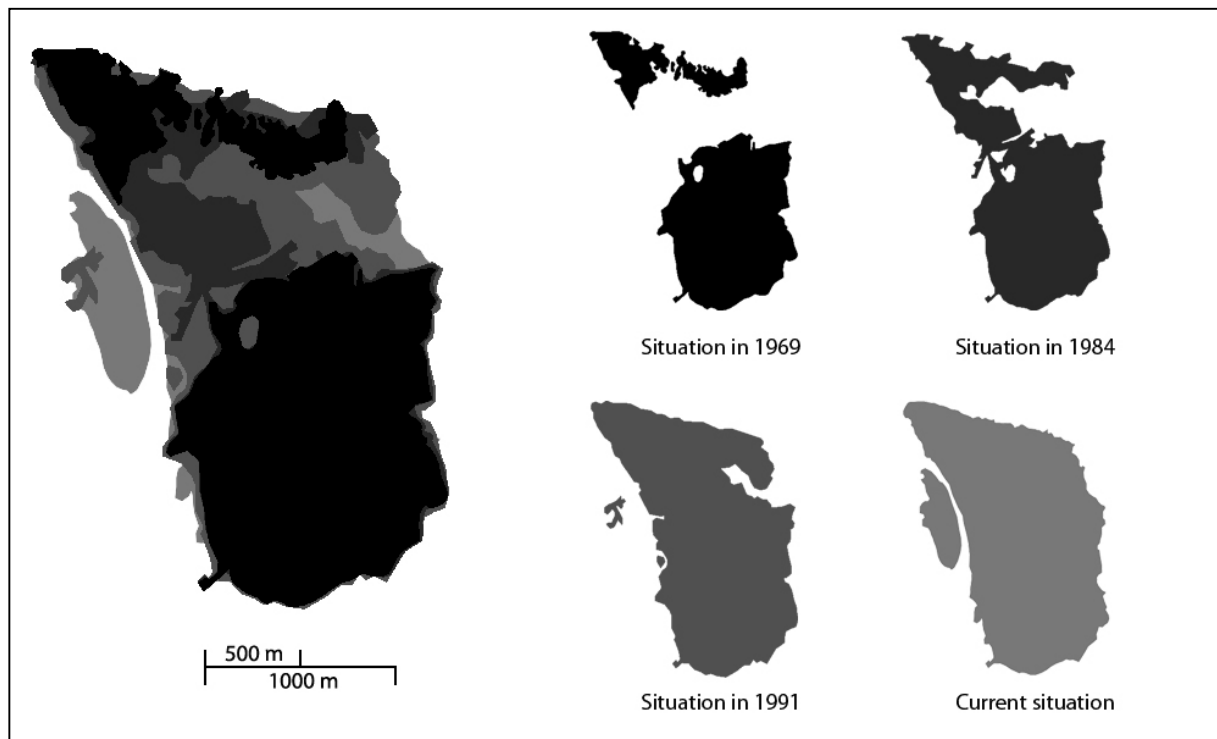 Situation in 1969
Situation in 1984
500 m
1000 m
Situation in 1991
Current situation